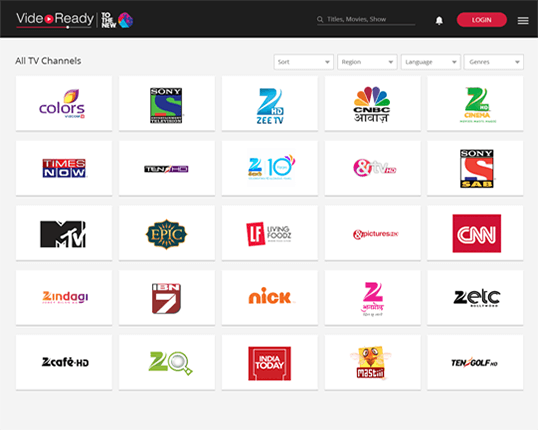 VideoReady
TO THE NEW
Titles, Movies, Show
LOGIN
All TV Channels
Sort
Region
Language
Genres
colors
SONY
ENTERTAINMENT
TELEVISION
Z HD
ZEE TV
CNBC
आवाज़
Z HD
CINEMA
TIMES
NOW
TEN HD
Z 10
&tv HD
SONY
SAB
MTV
EPIC
LF LIVING
FOODZ
&pictures HD
CNN
Zindagi
IBN
7
nick
Z
zetc
BOLLYWOOD
Zcafé HD
ZQ
INDIA
TODAY
MASTIII
TEN GOLF HD